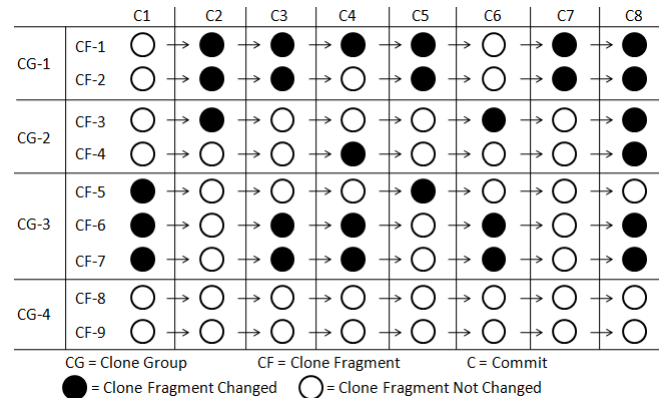 C1 C2 C3 C4 C5 C6 C7 C8
CG-1
CF-1
CF-2
CG-2
CF-3
CF-4
CG-3
CF-5
CF-6
CF-7
CG-4
CF-8
CF-9
CG = Clone Group CF = Clone Fragment C = Commit
= Clone Fragment Changed = Clone Fragment Not Changed